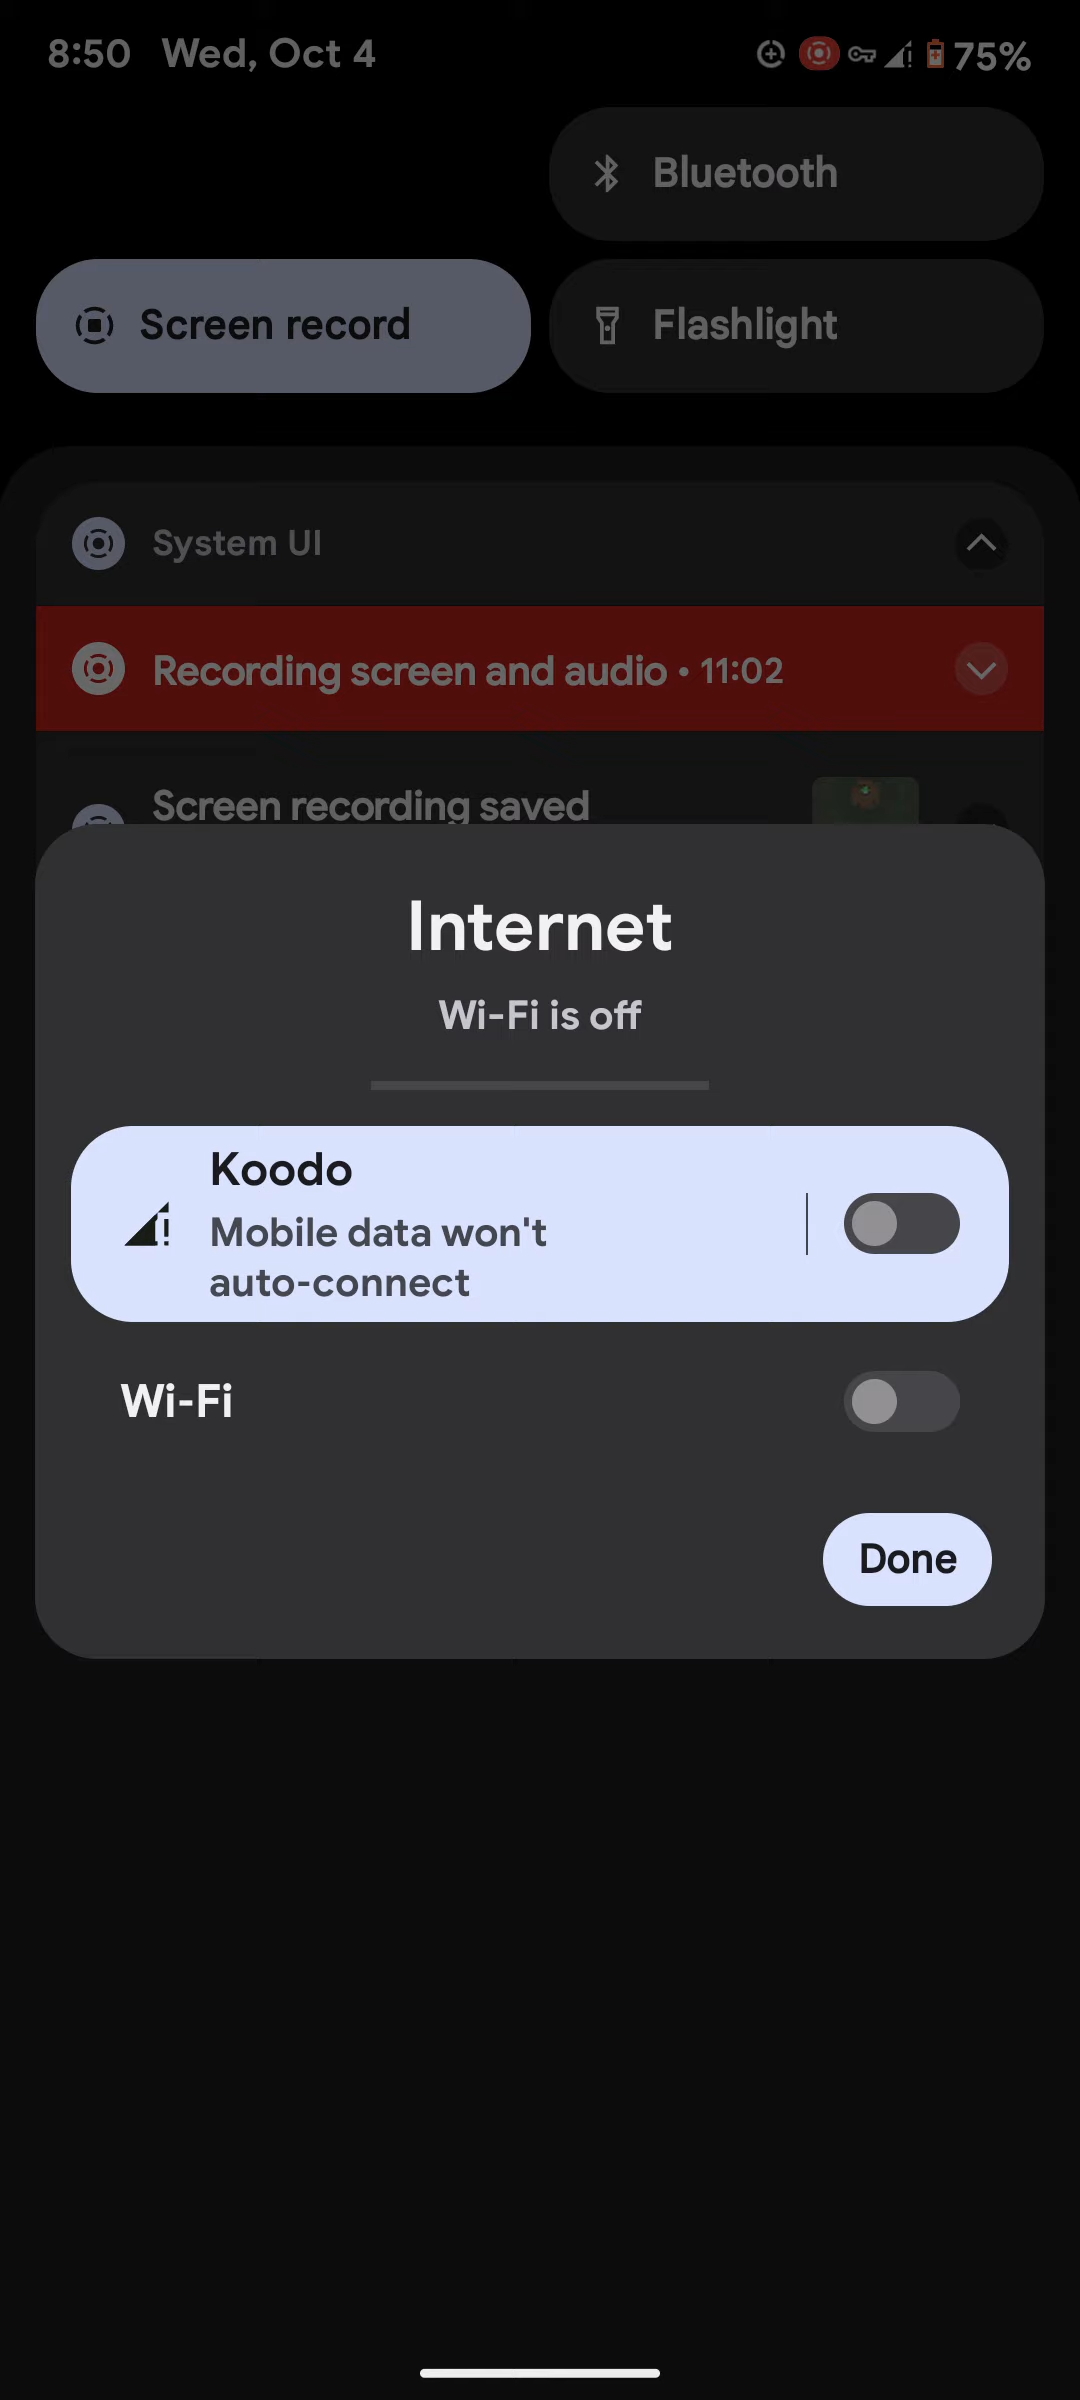 8:50 Wed, Oct 4 75%
Bluetooth
Screen record
Flashlight
System UI
Recording screen and audio • 11:02
Screen recording saved
Internet
Wi-Fi is off
Koodo
Mobile data won't
auto-connect
Wi-Fi
Done